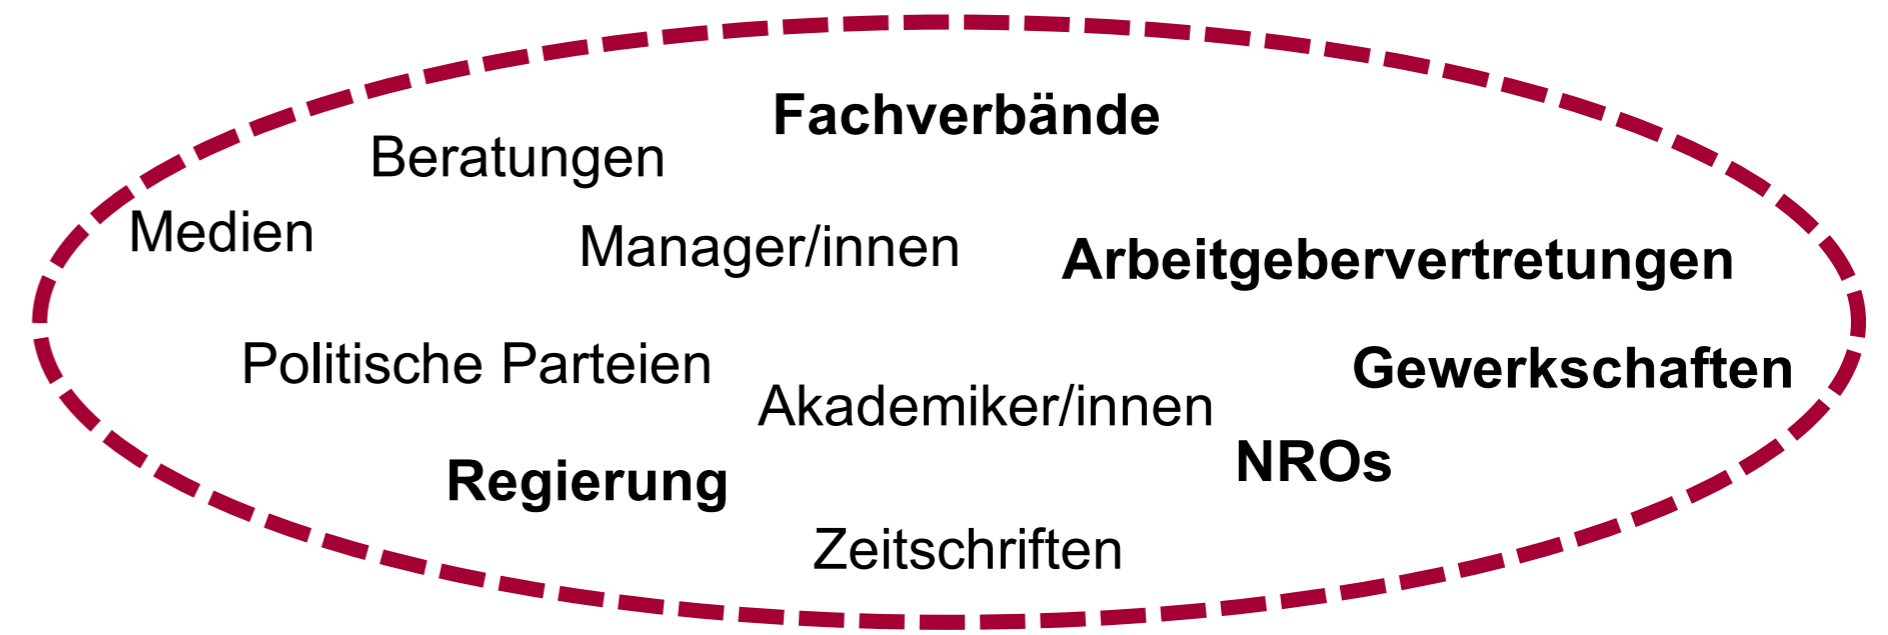 Fachverbände
Beratungen
Medien
Manager/innen
Arbeitgebervertretungen
Politische Parteien
Gewerkschaften
Akademiker/innen
NROs
Regierung
Zeitschriften